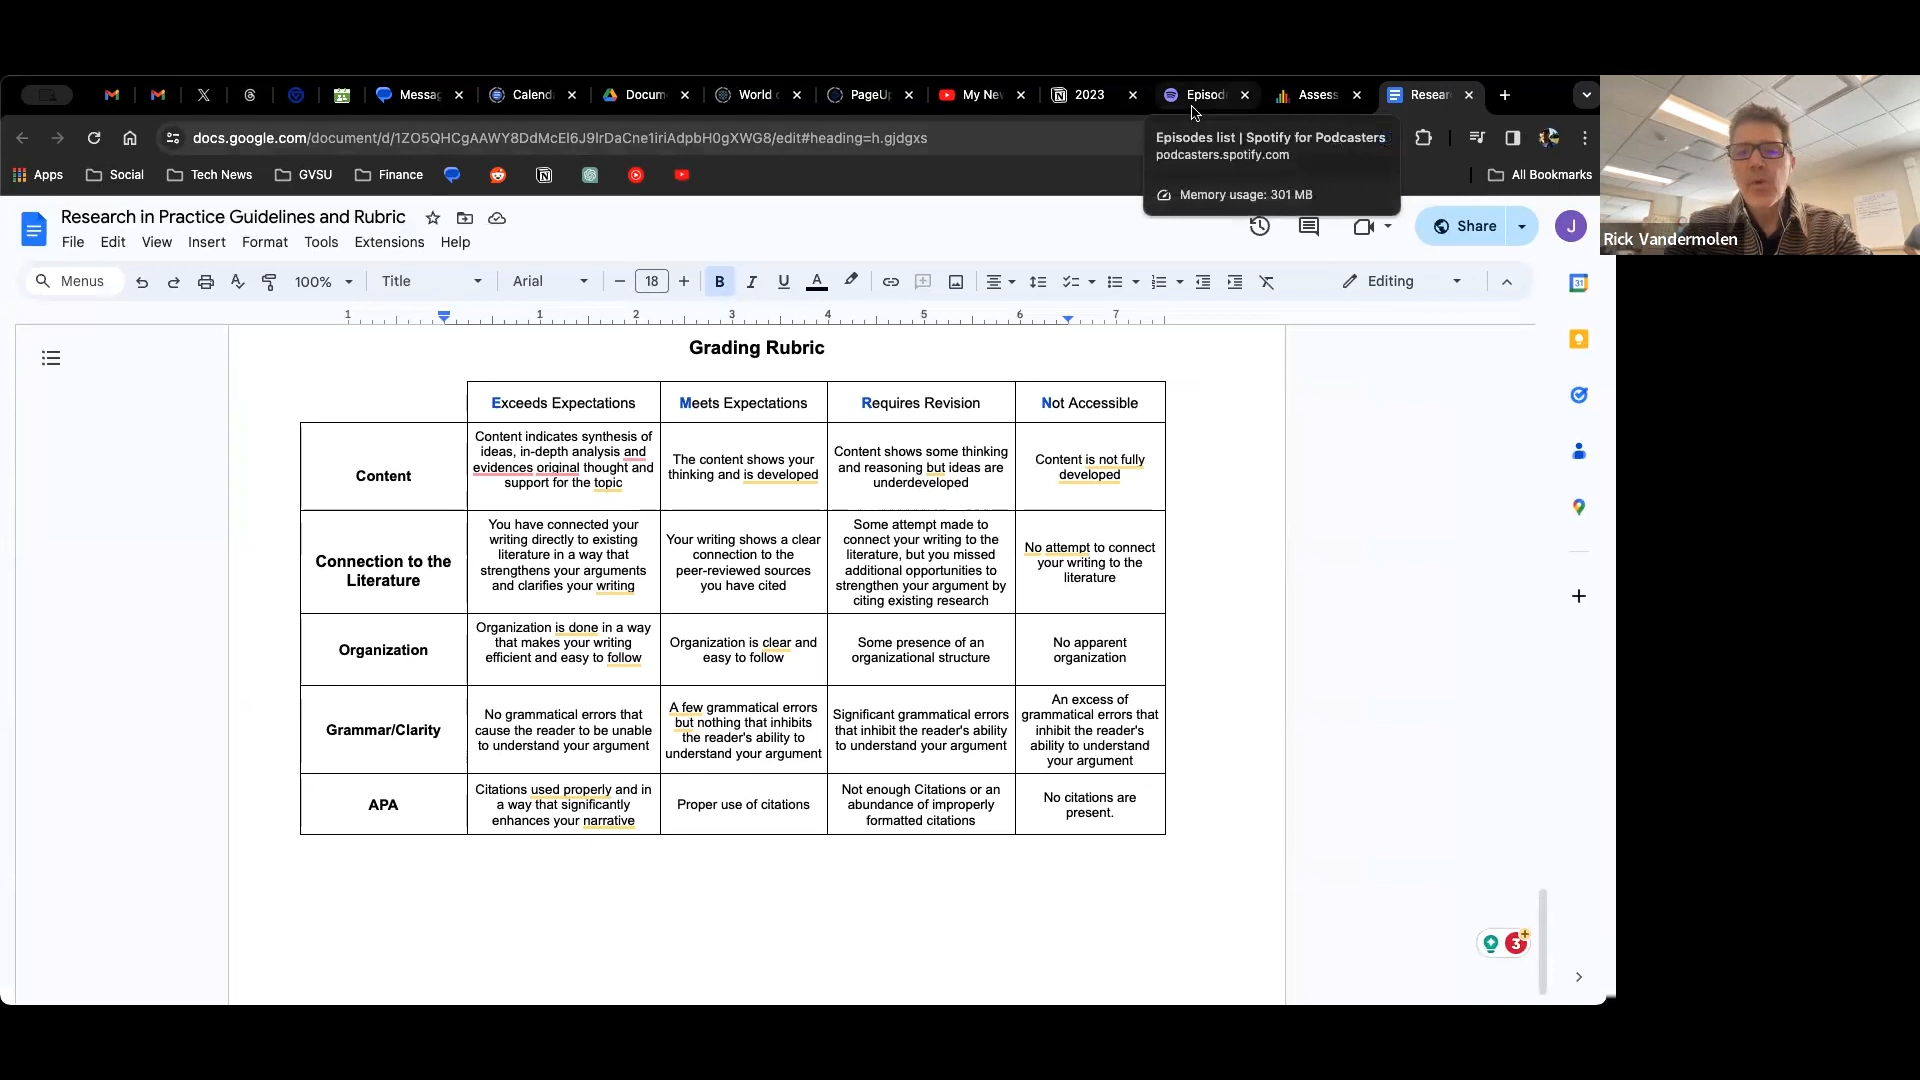 Messag
Calend
Docum
World
PageU
My Ne
2023
Episod
Assess
Resear
docs.google.com/document/d/1ZO5QHCgAAWY8DdMcEl6J9lrDaCne1iriAdpbH0gXWG8/edit#heading=h.gjdgxs
Episodes list | Spotify for Podcasters
podcasters.spotify.com
Memory usage: 301 MB
Apps
Social
Tech News
GVSU
Finance
All Bookmarks
Research in Practice Guidelines and Rubric
Share
J
File Edit View Insert Format Tools Extensions Help
Menus 100% Title Arial 18 B I U A Editing
1 1 2 3 4 5 6 7
Rick Vandermolen
Grading Rubric
Exceeds Expectations
Meets Expectations
Requires Revision
Not Accessible
Content
Content indicates synthesis of
ideas, in-depth analysis and
evidences original thought and
support for the topic
The content shows your
thinking and is developed
Content shows some thinking
and reasoning but ideas are
underdeveloped
Content is not fully
developed
Connection to the
Literature
You have connected your
writing directly to existing
literature in a way that
strengthens your arguments
and clarifies your writing
Your writing shows a clear
connection to the
peer-reviewed sources
you have cited
Some attempt made to
connect your writing to the
literature, but you missed
additional opportunities to
strengthen your argument by
citing existing research
No attempt to connect
your writing to the
literature
Organization
Organization is done in a way
that makes your writing
efficient and easy to follow
Organization is clear and
easy to follow
Some presence of an
organizational structure
No apparent
organization
Grammar/Clarity
No grammatical errors that
cause the reader to be unable
to understand your argument
A few grammatical errors
but nothing that inhibits
the reader's ability to
understand your argument
Significant grammatical errors
that inhibit the reader's ability
to understand your argument
An excess of
grammatical errors that
inhibit the reader's
ability to understand
your argument
APA
Citations used properly and in
a way that significantly
enhances your narrative
Proper use of citations
Not enough Citations or an
abundance of improperly
formatted citations
No citations are
present.
3